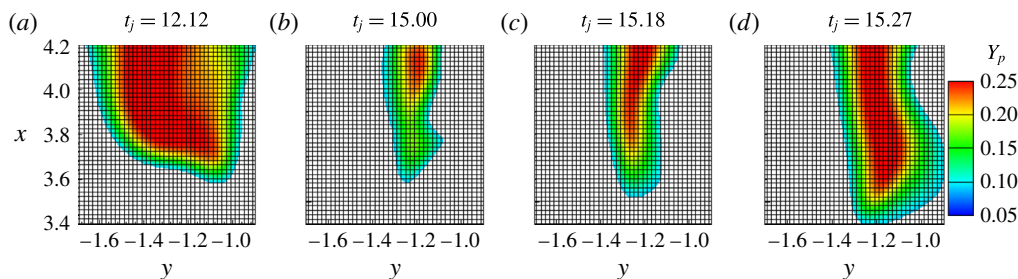 (a) t_j = 12.12 (b) t_j = 15.00 (c) t_j = 15.18 (d) t_j = 15.27
4.2
4.0
x 3.8
3.6
3.4
Y_p
0.25
0.20
0.15
0.10
0.05
−1.6 −1.4 −1.2 −1.0 −1.6 −1.4 −1.2 −1.0 −1.6 −1.4 −1.2 −1.0 −1.6 −1.4 −1.2 −1.0
y y y y